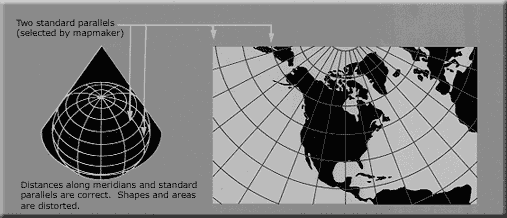 Two standard parallels
(selected by mapmaker)
Distances along meridians and standard
parallels are correct. Shapes and areas
are distorted.